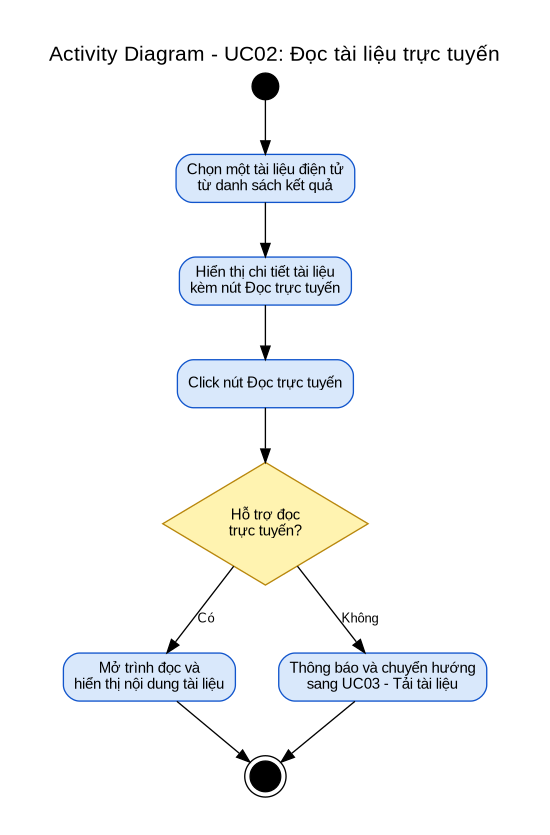 Activity Diagram - UC02: Đọc tài liệu trực tuyến
Chọn một tài liệu điện tử
từ danh sách kết quả
Hiển thị chi tiết tài liệu
kèm nút Đọc trực tuyến
Click nút Đọc trực tuyến
Hỗ trợ đọc
trực tuyến?
Có
Không
Mở trình đọc và
hiển thị nội dung tài liệu
Thông báo và chuyển hướng
sang UC03 - Tải tài liệu